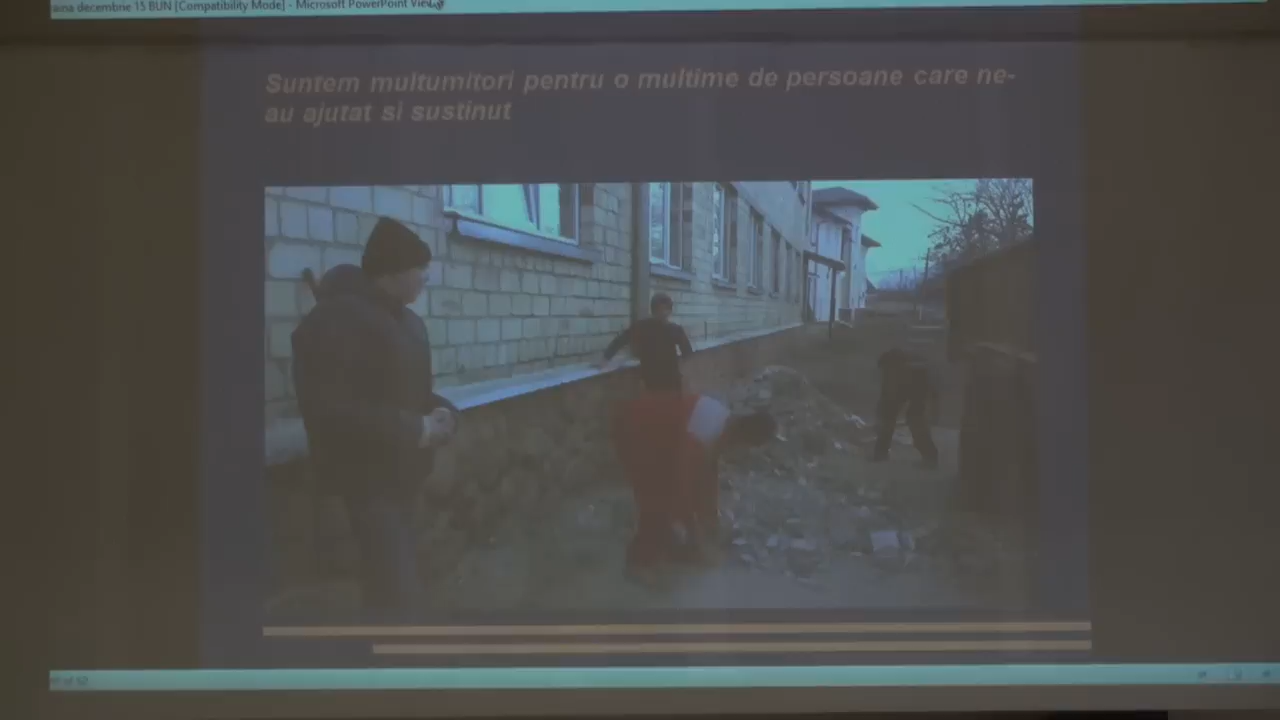 aina decembrie 15 BUN [Compatibility Mode] - Microsoft PowerPoint
Suntem multumitori pentru o multime de persoane care ne-
au ajutat si sustinut